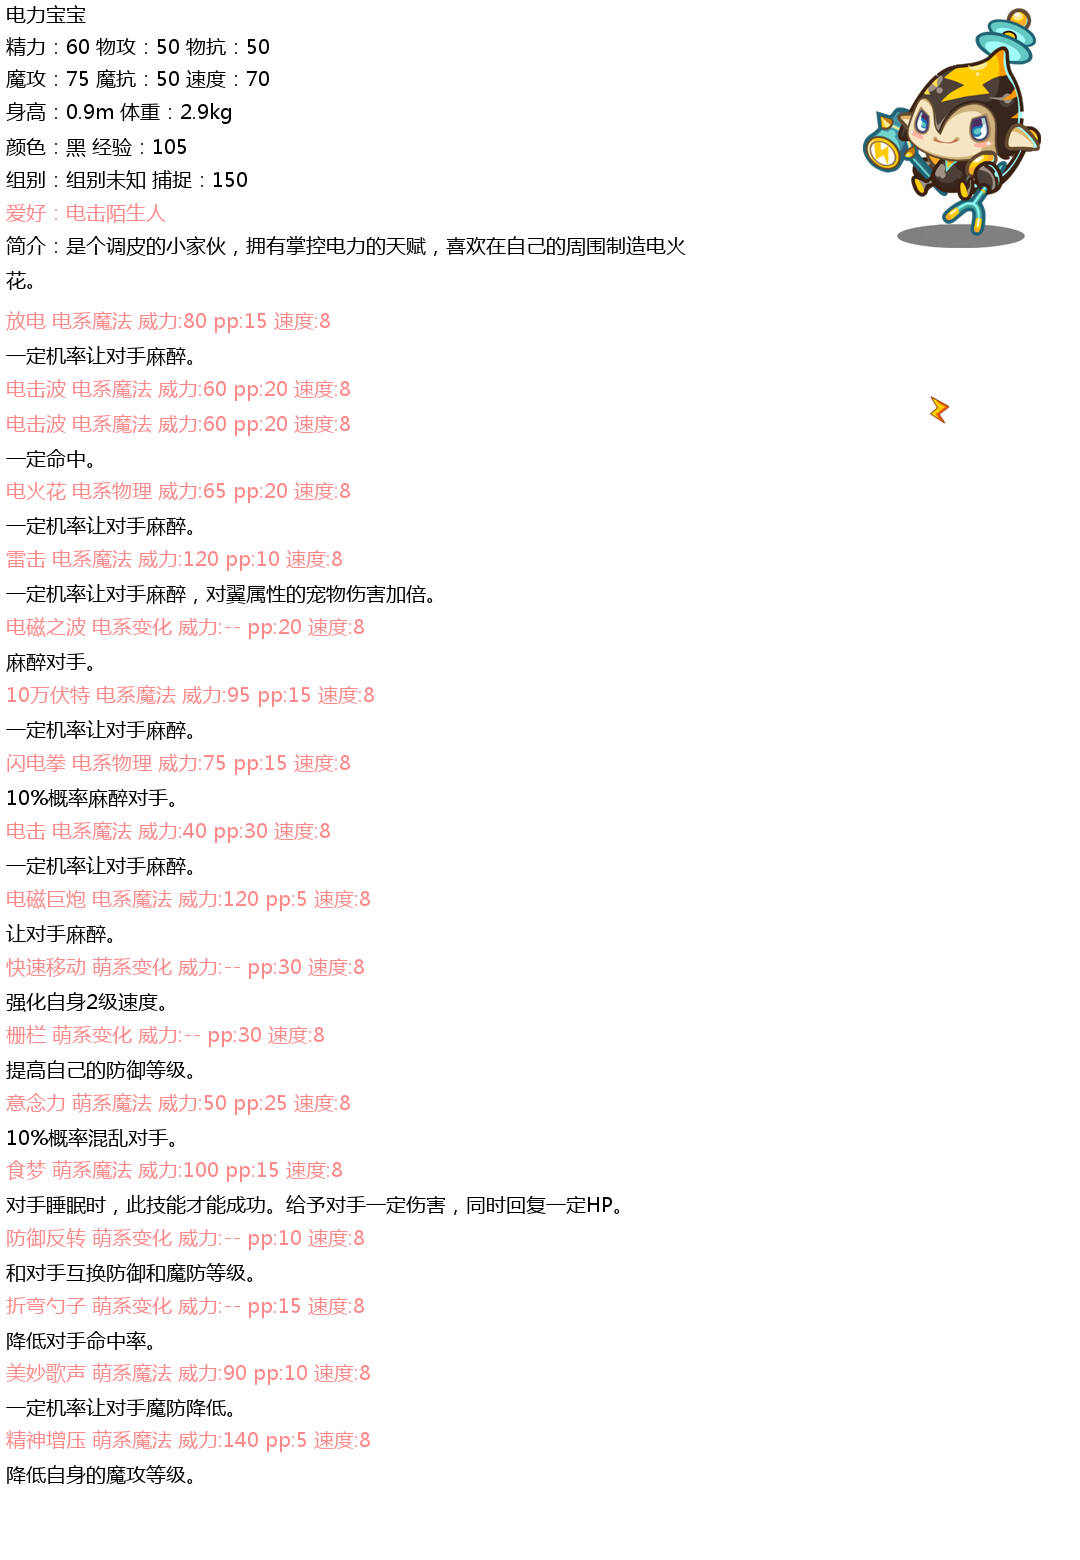 电力宝宝
精力：60 物攻：50 物抗：50
魔攻：75 魔抗：50 速度：70
身高：0.9m 体重：2.9kg
颜色：黑 经验：105
组别：组别未知 捕捉：150
爱好：电击陌生人
简介：是个调皮的小家伙，拥有掌控电力的天赋，喜欢在自己的周围制造电火
花。
放电 电系魔法 威力:80 pp:15 速度:8
一定机率让对手麻醉。
电击波 电系魔法 威力:60 pp:20 速度:8
电击波 电系魔法 威力:60 pp:20 速度:8
一定命中。
电火花 电系物理 威力:65 pp:20 速度:8
一定机率让对手麻醉。
雷击 电系魔法 威力:120 pp:10 速度:8
一定机率让对手麻醉，对翼属性的宠物伤害加倍。
电磁之波 电系变化 威力:-- pp:20 速度:8
麻醉对手。
10万伏特 电系魔法 威力:95 pp:15 速度:8
一定机率让对手麻醉。
闪电拳 电系物理 威力:75 pp:15 速度:8
10%概率麻醉对手。
电击 电系魔法 威力:40 pp:30 速度:8
一定机率让对手麻醉。
电磁巨炮 电系魔法 威力:120 pp:5 速度:8
让对手麻醉。
快速移动 萌系变化 威力:-- pp:30 速度:8
强化自身2级速度。
栅栏 萌系变化 威力:-- pp:30 速度:8
提高自己的防御等级。
意念力 萌系魔法 威力:50 pp:25 速度:8
10%概率混乱对手。
食梦 萌系魔法 威力:100 pp:15 速度:8
对手睡眠时，此技能才能成功。给予对手一定伤害，同时回复一定HP。
防御反转 萌系变化 威力:-- pp:10 速度:8
和对手互换防御和魔防等级。
折弯勺子 萌系变化 威力:-- pp:15 速度:8
降低对手命中率。
美妙歌声 萌系魔法 威力:90 pp:10 速度:8
一定机率让对手魔防降低。
精神增压 萌系魔法 威力:140 pp:5 速度:8
降低自身的魔攻等级。